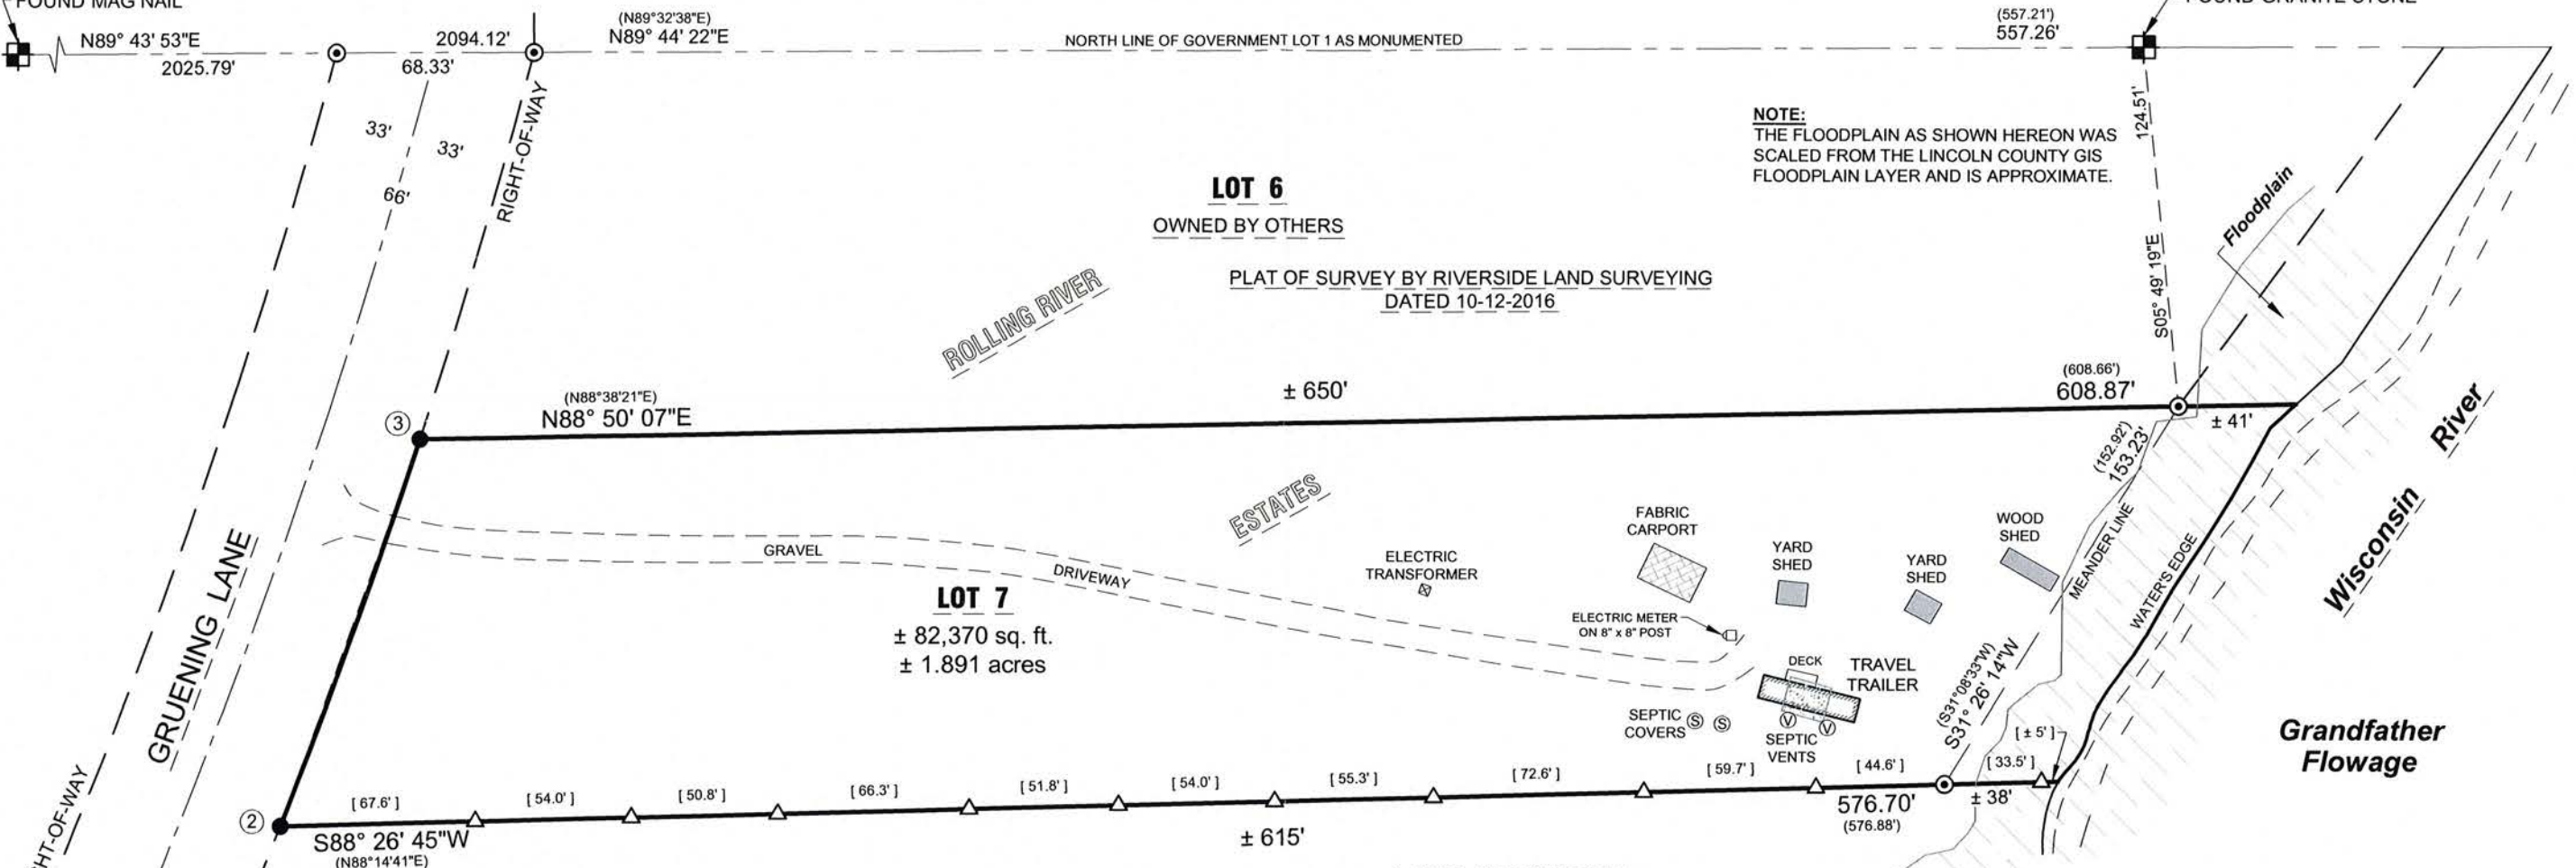 FOUND MAG NAIL
FOUND GRANITE STONE
N89° 43' 53"E
2025.79'
2094.12'
68.33'
(N89°32'38"E)
N89° 44' 22"E
NORTH LINE OF GOVERNMENT LOT 1 AS MONUMENTED
(557.21')
557.26'
33'
33'
66'
RIGHT-OF-WAY
124.51'
S05° 49' 19"E
NOTE:
THE FLOODPLAIN AS SHOWN HEREON WAS
SCALED FROM THE LINCOLN COUNTY GIS
FLOODPLAIN LAYER AND IS APPROXIMATE.
LOT 6
OWNED BY OTHERS
PLAT OF SURVEY BY RIVERSIDE LAND SURVEYING
DATED 10-12-2016
Floodplain
ROLLING RIVER
3
(N88°38'21"E)
N88° 50' 07"E
± 650'
(608.66')
608.87'
± 41'
(152.92')
153.23'
River
Wisconsin
ESTATES
GRUENING LANE
GRAVEL
DRIVEWAY
ELECTRIC
TRANSFORMER
FABRIC
CARPORT
YARD
SHED
YARD
SHED
WOOD
SHED
MEANDER LINE
WATER'S EDGE
LOT 7
± 82,370 sq. ft.
± 1.891 acres
ELECTRIC METER
ON 8" x 8" POST
DECK
TRAVEL
TRAILER
(S31°08'33"W)
S31° 26' 14"W
SEPTIC
COVERS
S
S
V
V
SEPTIC
VENTS
[ ± 5' ]
Grandfather
Flowage
2
[ 67.6' ]
[ 54.0' ]
[ 50.8' ]
[ 66.3' ]
[ 51.8' ]
[ 54.0' ]
[ 55.3' ]
[ 72.6' ]
[ 59.7' ]
[ 44.6' ]
[ 33.5' ]
S88° 26' 45"W
(N88°14'41"E)
± 615'
576.70'
(576.88')
± 38'
HT-OF-WAY